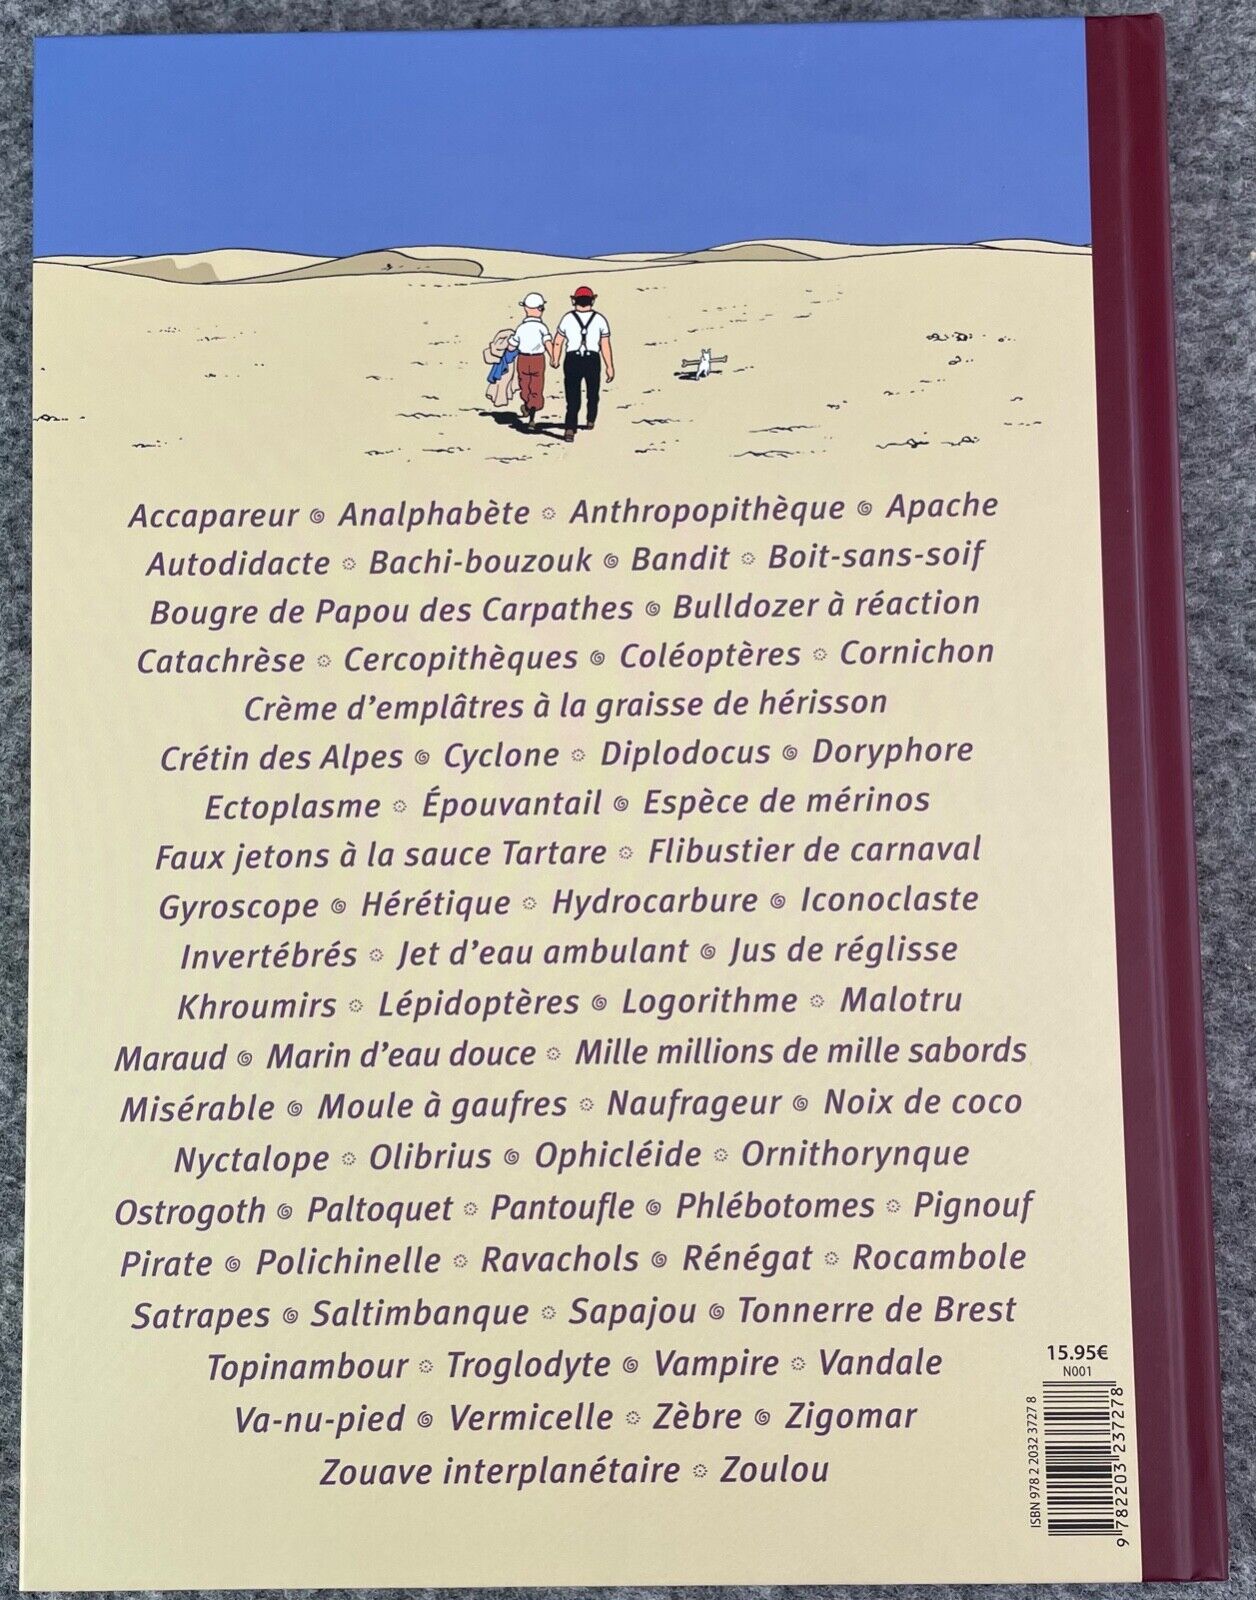 Accapareur Analphabète Anthropopithèque Apache
Autodidacte Bachi-bouzouk Bandit Boit-sans-soif
Bougre de Papou des Carpathes Bulldozer à réaction
Catachrèse Cercopithèques Coléoptères Cornichon
Crème d'emplâtres à la graisse de hérisson
Crétin des Alpes Cyclone Diplodocus Doryphore
Ectoplasme Épouvantail Espèce de mérinos
Faux jetons à la sauce Tartare Flibustier de carnaval
Gyroscope Hérétique Hydrocarbure Iconoclaste
Invertébrés Jet d'eau ambulant Jus de réglisse
Khroumirs Lépidoptères Logorithme Malotru
Maraud Marin d'eau douce Mille millions de mille sabords
Misérable Moule à gaufres Naufrageur Noix de coco
Nyctalope Olibrius Ophicléide Ornithorynque
Ostrogoth Paltoquet Pantoufle Phlébotomes Pignouf
Pirate Polichinelle Ravachols Rénégat Rocambole
Satrapes Saltimbanque Sapajou Tonnerre de Brest
Topinambour Troglodyte Vampire Vandale
Va-nu-pied Vermicelle Zèbre Zigomar
Zouave interplanétaire Zoulou
15.95€
N001
ISBN 978 2 2032 3727 8
9 782203 237278